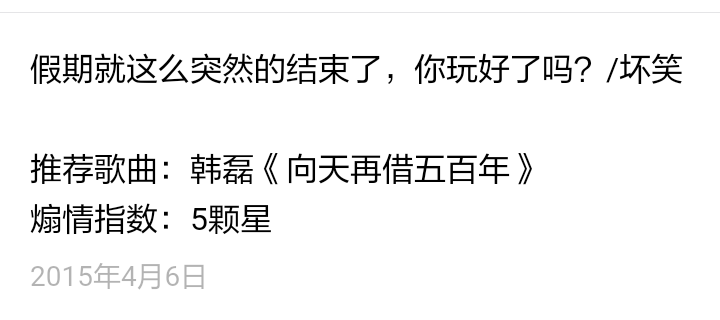 假期就这么突然的结束了，你玩好了吗？/坏笑
推荐歌曲：韩磊《向天再借五百年》
煽情指数：5颗星
2015年4月6日